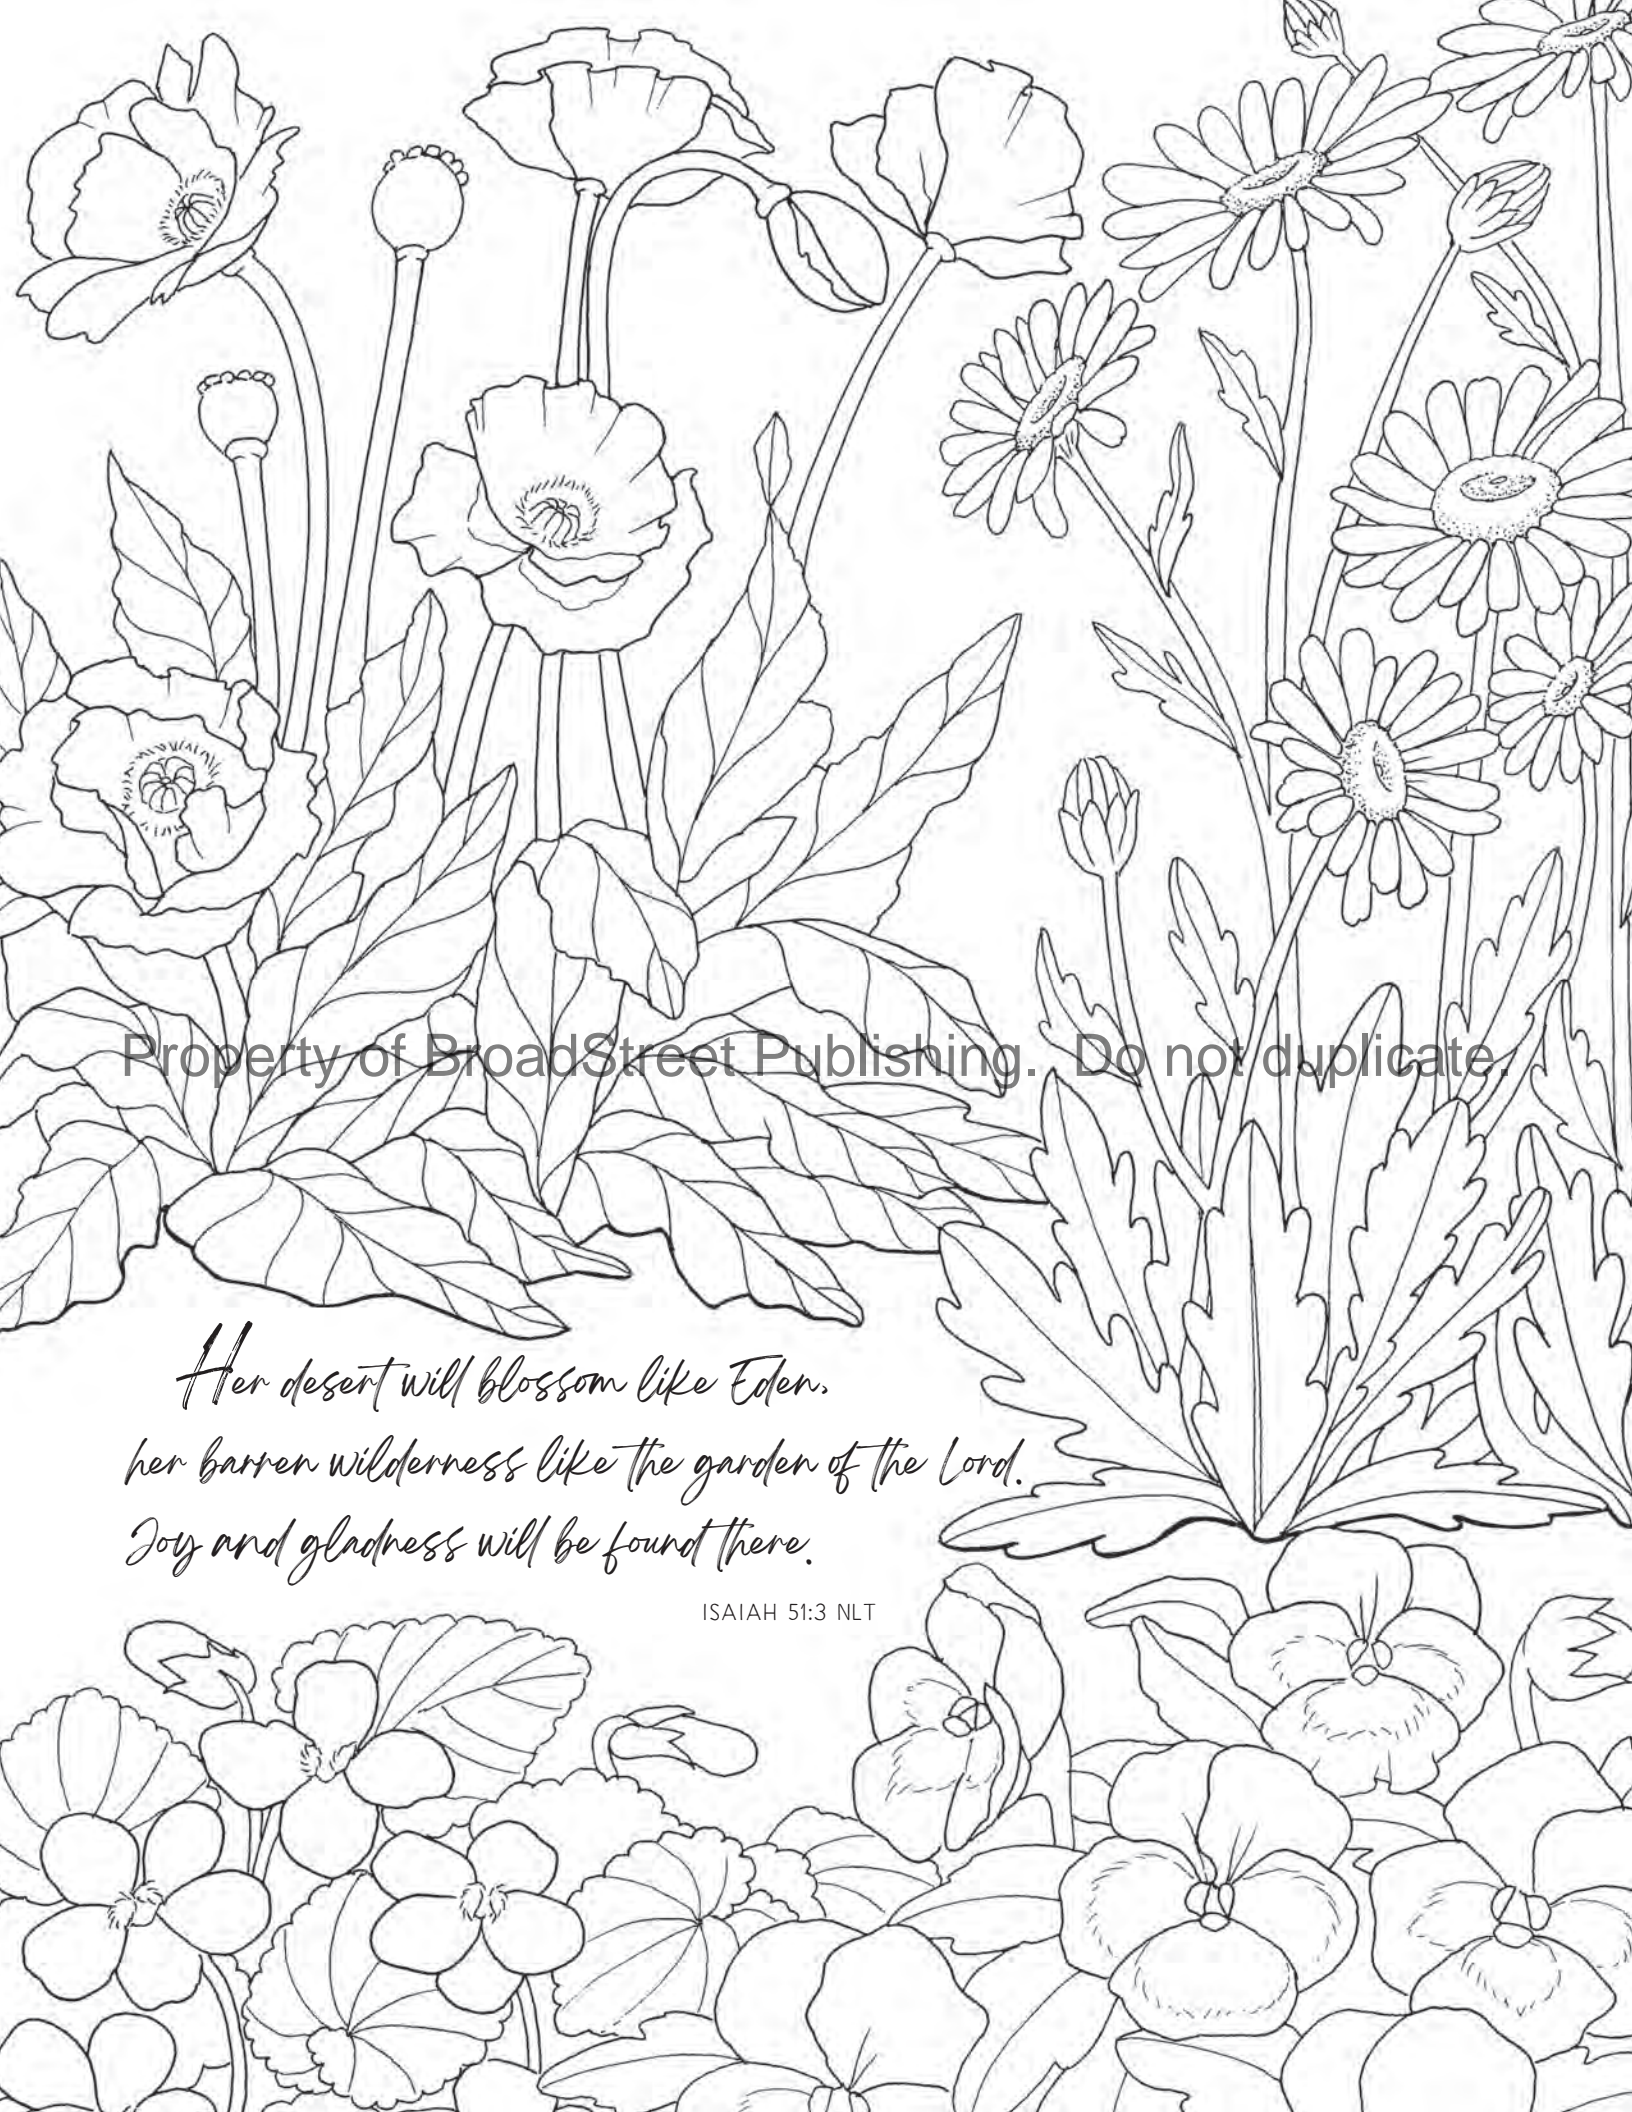 Property of BroadStreet Publishing. Do not duplicate.
Her desert will blossom like Eden,
her barren wilderness like the garden of the Lord.
Joy and gladness will be found there.
ISAIAH 51:3 NLT